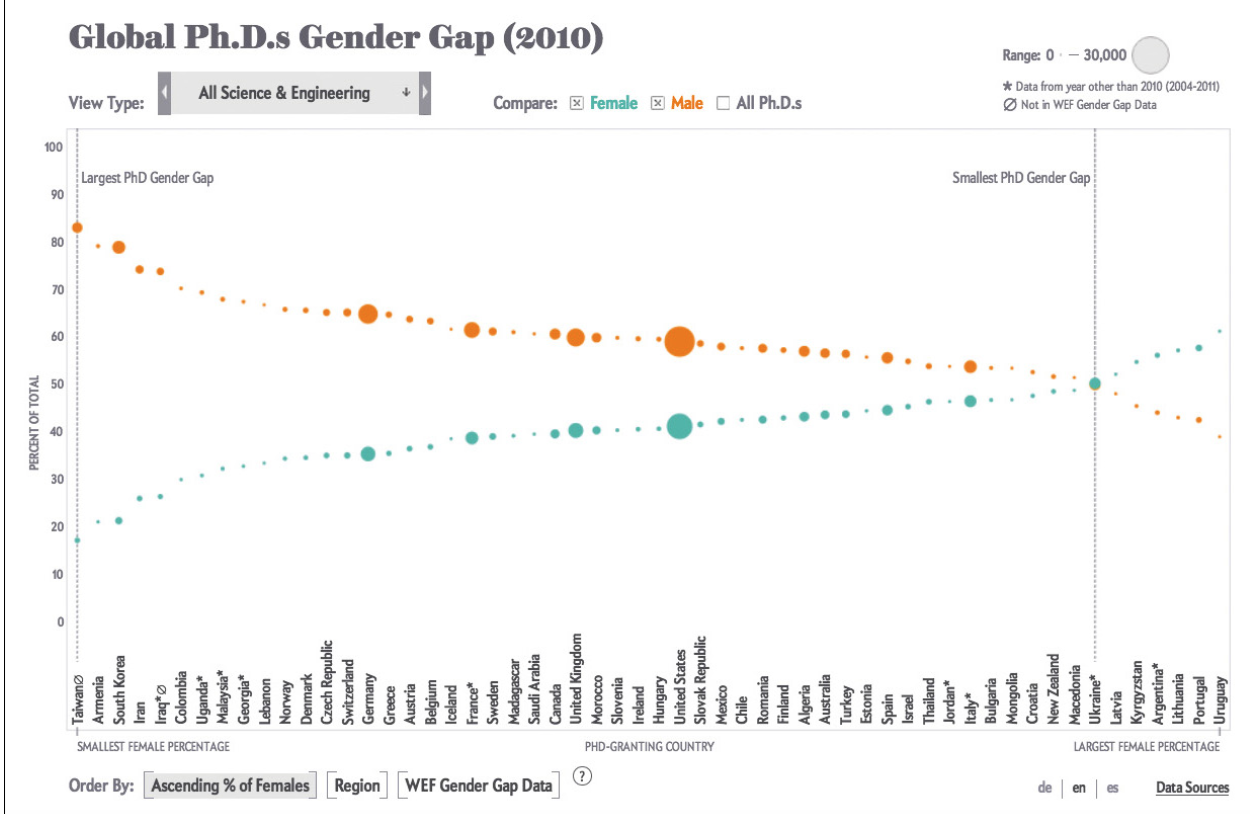 Global Ph.D.s Gender Gap (2010)
Range: 0 – 30,000
View Type: All Science & Engineering ↓
Compare: ☒ Female ☒ Male ☐ All Ph.D.s
* Data from year other than 2010 (2004-2011)
∅ Not in WEF Gender Gap Data
100
Largest PhD Gender Gap
Smallest PhD Gender Gap
90
80
70
60
50
40
30
20
10
0
PERCENT OF TOTAL
Taiwan∅
Armenia
South Korea
Iran
Iraq*∅
Colombia
Uganda*
Malaysia*
Georgia*
Lebanon
Norway
Denmark
Czech Republic
Switzerland
Germany
Greece
Austria
Belgium
Iceland
France*
Sweden
Madagascar
Saudi Arabia
Canada
United Kingdom
Morocco
Slovenia
Ireland
Hungary
United States
Slovak Republic
Mexico
Chile
Romania
Finland
Algeria
Australia
Turkey
Estonia
Spain
Israel
Thailand
Jordan*
Italy*
Bulgaria
Mongolia
Croatia
New Zealand
Macedonia
Ukraine*
Latvia
Kyrgyzstan
Argentina*
Lithuania
Portugal
Uruguay
SMALLEST FEMALE PERCENTAGE
PHD-GRANTING COUNTRY
LARGEST FEMALE PERCENTAGE
Order By: Ascending % of Females Region WEF Gender Gap Data ?
de | en | es Data Sources